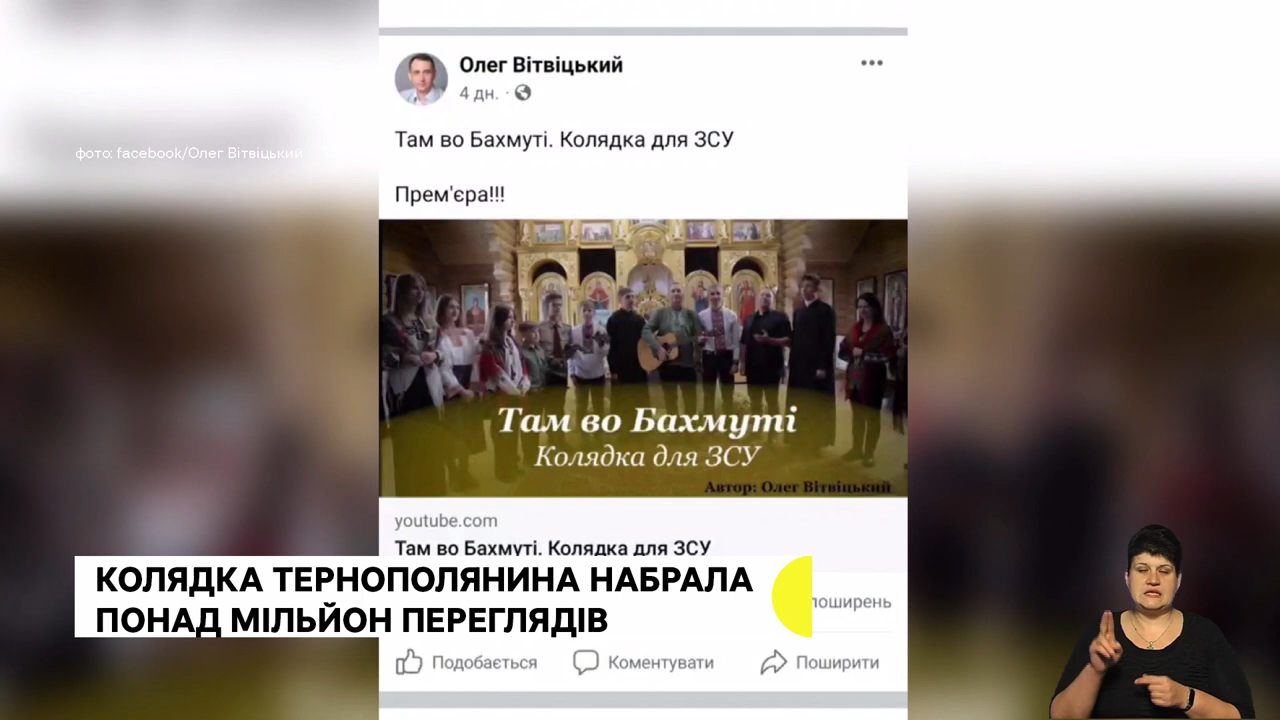 Олег Вітвіцький
4 дн.
фото: facebook/Олег Вітвіцький
Там во Бахмуті. Колядка для ЗСУ
Прем'єра!!!
Там во Бахмуті
Колядка для ЗСУ
Автор: Олег Вітвіцький
youtube.com
Там во Бахмуті. Колядка для ЗСУ
КОЛЯДКА ТЕРНОПОЛЯНИНА НАБРАЛА
ПОНАД МІЛЬЙОН ПЕРЕГЛЯДІВ
поширень
Подобається Коментувати Поширити